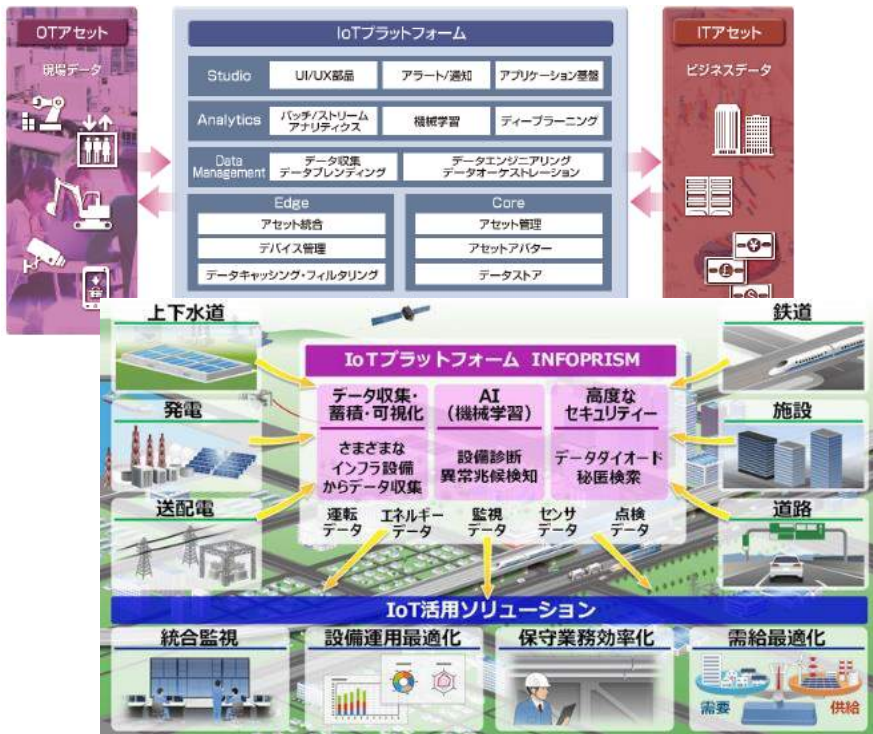 OTアセット
現場データ
IoTプラットフォーム
Studio
UI/UX部品
アラート/通知
アプリケーション基盤
Analytics
バッチ/ストリーム
アナリティクス
機械学習
ディープラーニング
Data
Management
データ収集
データブレンディング
データエンジニアリング
データオーケストレーション
Edge
アセット統合
デバイス管理
データキャッシング・フィルタリング
Core
アセット管理
アセットアバター
データストア
ITアセット
ビジネスデータ
¥
£
$
上下水道
発電
送配電
IoTプラットフォーム INFOPRISM
データ収集・
蓄積・可視化
さまざまな
インフラ設備
からデータ収集
AI
(機械学習)
設備診断
異常兆候検知
高度な
セキュリティー
データダイオード
秘匿検索
運転
データ
エネルギー
データ
監視
データ
センサ
データ
点検
データ
鉄道
施設
道路
IoT活用ソリューション
統合監視
設備運用最適化
保守業務効率化
需給最適化
需要
供給